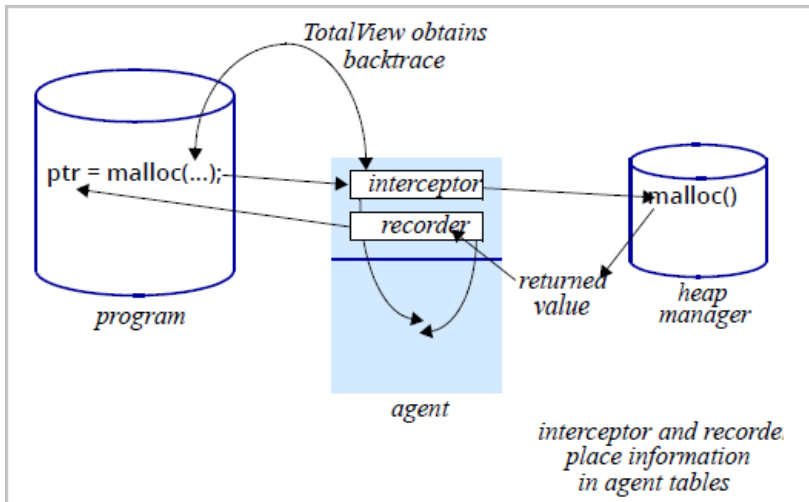 TotalView obtains
backtrace
ptr = malloc(...);
interceptor
malloc()
recorder
returned
value
program
heap
manager
agent
interceptor and recorde
place information
in agent tables